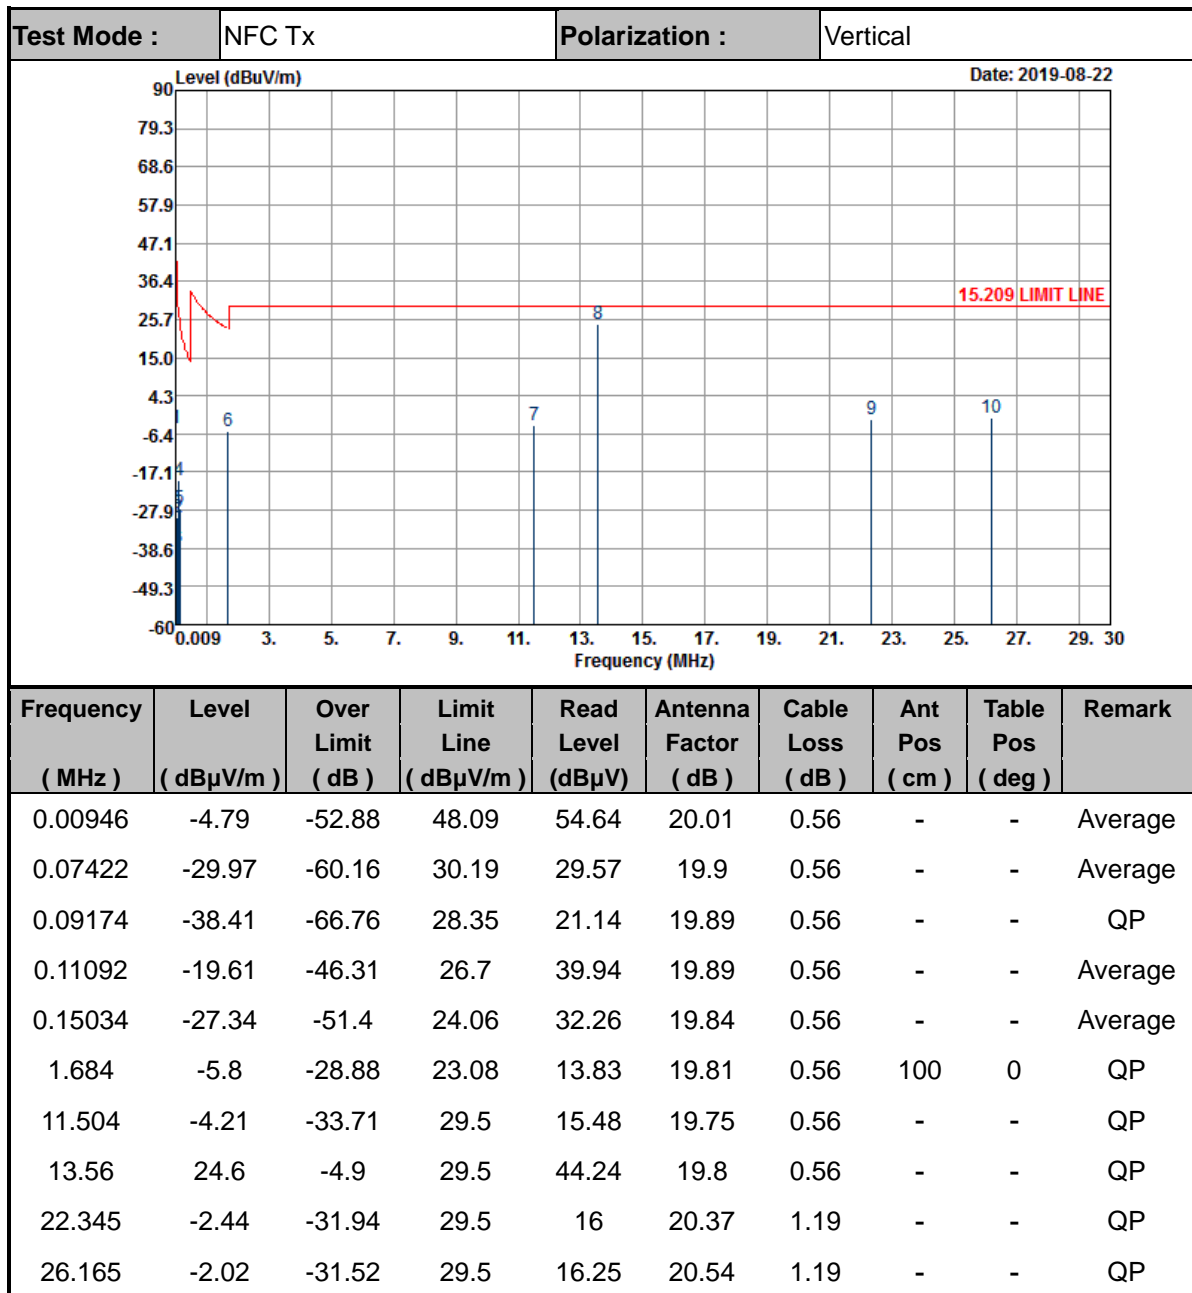 Test Mode : NFC Tx Polarization : Vertical
Level (dBuV/m) Date: 2019-08-22
90
79.3
68.6
57.9
47.1
36.4
15.209 LIMIT LINE
25.7
8
15.0
4.3
6 7 9 10
-6.4
-17.1
4
5
-27.9
-38.6
-49.3
-60
0.009 3. 5. 7. 9. 11. 13. 15. 17. 19. 21. 23. 25. 27. 29. 30
Frequency (MHz)
Frequency Level Over Limit Read Antenna Cable Ant Table Remark
Limit Line Level Factor Loss Pos Pos
( MHz ) ( dBµV/m ) ( dB ) ( dBµV/m ) (dBµV) ( dB ) ( dB ) ( cm ) ( deg )
0.00946 -4.79 -52.88 48.09 54.64 20.01 0.56 - - Average
0.07422 -29.97 -60.16 30.19 29.57 19.9 0.56 - - Average
0.09174 -38.41 -66.76 28.35 21.14 19.89 0.56 - - QP
0.11092 -19.61 -46.31 26.7 39.94 19.89 0.56 - - Average
0.15034 -27.34 -51.4 24.06 32.26 19.84 0.56 - - Average
1.684 -5.8 -28.88 23.08 13.83 19.81 0.56 100 0 QP
11.504 -4.21 -33.71 29.5 15.48 19.75 0.56 - - QP
13.56 24.6 -4.9 29.5 44.24 19.8 0.56 - - QP
22.345 -2.44 -31.94 29.5 16 20.37 1.19 - - QP
26.165 -2.02 -31.52 29.5 16.25 20.54 1.19 - - QP